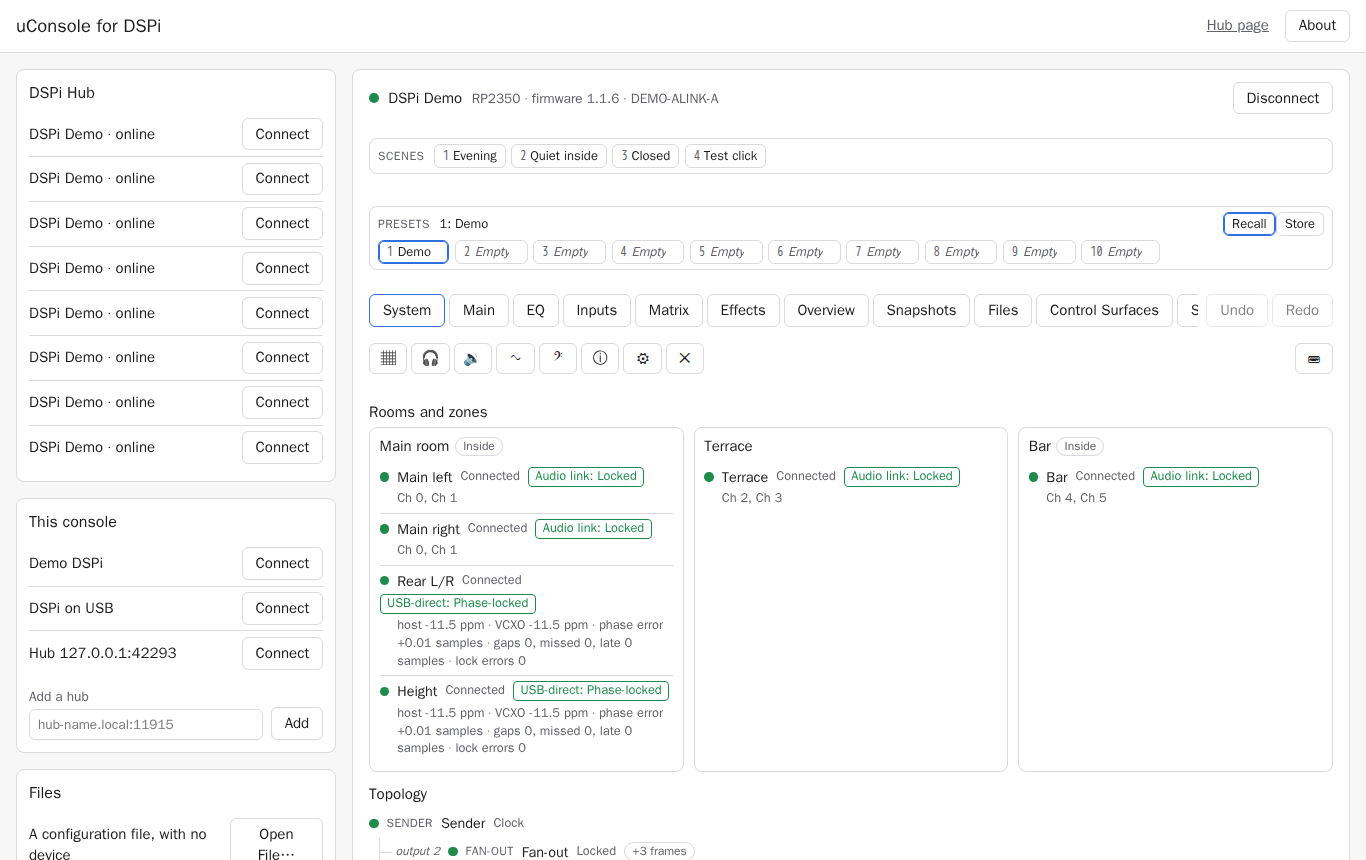 uConsole for DSPi
Hub page
About
DSPi Hub
DSPi Demo · online
Connect
DSPi Demo · online
Connect
DSPi Demo · online
Connect
DSPi Demo · online
Connect
DSPi Demo · online
Connect
DSPi Demo · online
Connect
DSPi Demo · online
Connect
DSPi Demo · online
Connect
This console
Demo DSPi
Connect
DSPi on USB
Connect
Hub 127.0.0.1:42293
Connect
Add a hub
hub-name.local:11915
Add
Files
A configuration file, with no
device
Open
File…
DSPi Demo RP2350 · firmware 1.1.6 · DEMO-ALINK-A
Disconnect
SCENES 1 Evening 2 Quiet inside 3 Closed 4 Test click
PRESETS 1: Demo
Recall Store
1 Demo 2 Empty 3 Empty 4 Empty 5 Empty 6 Empty 7 Empty 8 Empty 9 Empty 10 Empty
System Main EQ Inputs Matrix Effects Overview Snapshots Files Control Surfaces S Undo Redo
Rooms and zones
Main room Inside
Main left Connected Audio link: Locked
Ch 0, Ch 1
Main right Connected Audio link: Locked
Ch 0, Ch 1
Rear L/R Connected
USB-direct: Phase-locked
host -11.5 ppm · VCXO -11.5 ppm · phase error
+0.01 samples · gaps 0, missed 0, late 0
samples · lock errors 0
Height Connected USB-direct: Phase-locked
host -11.5 ppm · VCXO -11.5 ppm · phase error
+0.01 samples · gaps 0, missed 0, late 0
samples · lock errors 0
Terrace
Terrace Connected Audio link: Locked
Ch 2, Ch 3
Bar Inside
Bar Connected Audio link: Locked
Ch 4, Ch 5
Topology
SENDER Sender Clock
output 2 FAN-OUT Fan-out Locked +3 frames